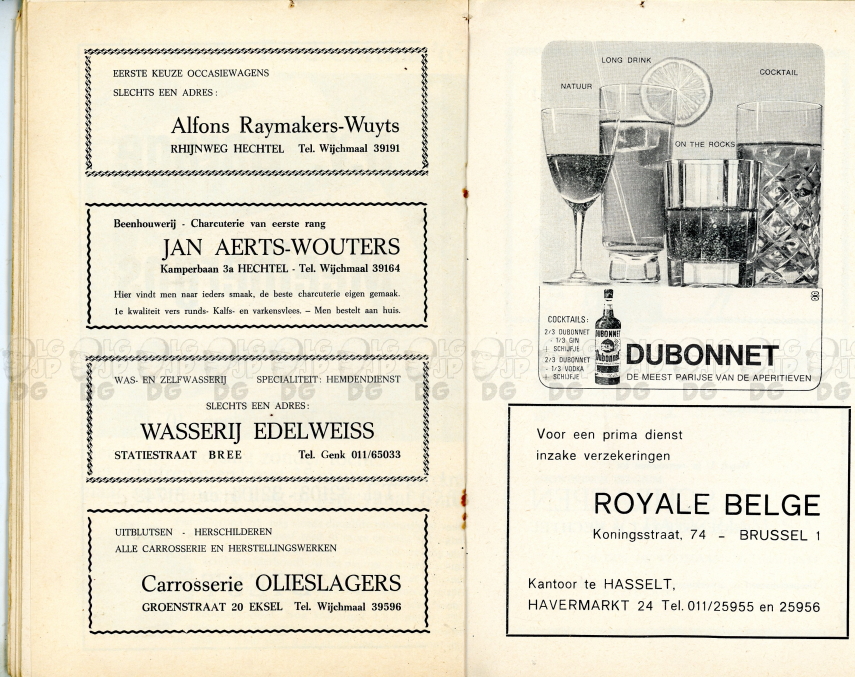 EERSTE KEUZE OCCASIEWAGENS
SLECHTS EEN ADRES :
Alfons Raymakers-Wuyts
RHIJNWEG HECHTEL Tel. Wijchmaal 39191
Beenhouwerij - Charcuterie van eerste rang
JAN AERTS-WOUTERS
Kamperbaan 3a HECHTEL - Tel. Wijchmaal 39164
Hier vindt men naar ieders smaak, de beste charcuterie eigen gemaak.
1e kwaliteit vers runds- Kalfs- en varkensvlees. – Men bestelt aan huis.
WAS- EN ZELFWASSERIJ SPECIALITEIT: HEMDENDIENST
SLECHTS EEN ADRES :
WASSERIJ EDELWEISS
STATIESTRAAT BREE Tel. Genk 011/65033
UITBLUTSEN - HERSCHILDEREN
ALLE CARROSSERIE EN HERSTELLINGSWERKEN
Carrosserie OLIESLAGERS
GROENSTRAAT 20 EKSEL Tel. Wijchmaal 39596
LONG DRINK
NATUUR
COCKTAIL
ON THE ROCKS
COCKTAILS:
2/3 DUBONNET
- 1/3 GIN
+ SCHIJFJE
2/3 DUBONNET
- 1/3 VODKA
+ SCHIJFJE
DUBONNET
Dubonnet
DUBONNET
DE MEEST PARIJSE VAN DE APERITIEVEN
Voor een prima dienst
inzake verzekeringen
ROYALE BELGE
Koningsstraat, 74 – BRUSSEL 1
Kantoor te HASSELT,
HAVERMARKT 24 Tel. 011/25955 en 25956